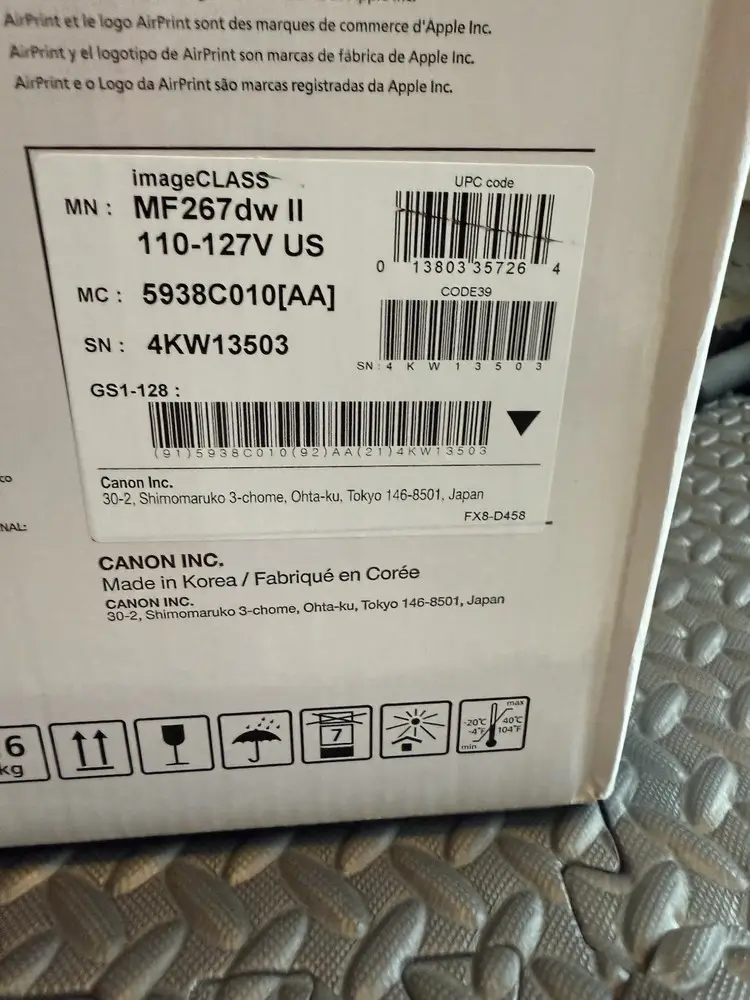 AirPrint et le logo AirPrint sont des marques de commerce d'Apple Inc.
AirPrint y el logotipo de AirPrint son marcas de fábrica de Apple Inc.
AirPrint e o Logo da AirPrint são marcas registradas da Apple Inc.
imageCLASS
MN : MF267dw II
110-127V US
MC : 5938C010[AA]
SN : 4KW13503
UPC code
0 13803 35726 4
CODE39
SN : 4 K W 1 3 5 0 3
GS1-128 :
(91)5938C010(92)AA(21)4KW13503
Canon Inc.
30-2, Shimomaruko 3-chome, Ohta-ku, Tokyo 146-8501, Japan
FX8-D458
NAL:
CANON INC.
Made in Korea / Fabriqué en Corée
CANON INC.
30-2, Shimomaruko 3-chome, Ohta-ku, Tokyo 146-8501, Japan
6
kg
7
max
-20℃ 40℃
-4°F 104°F
min